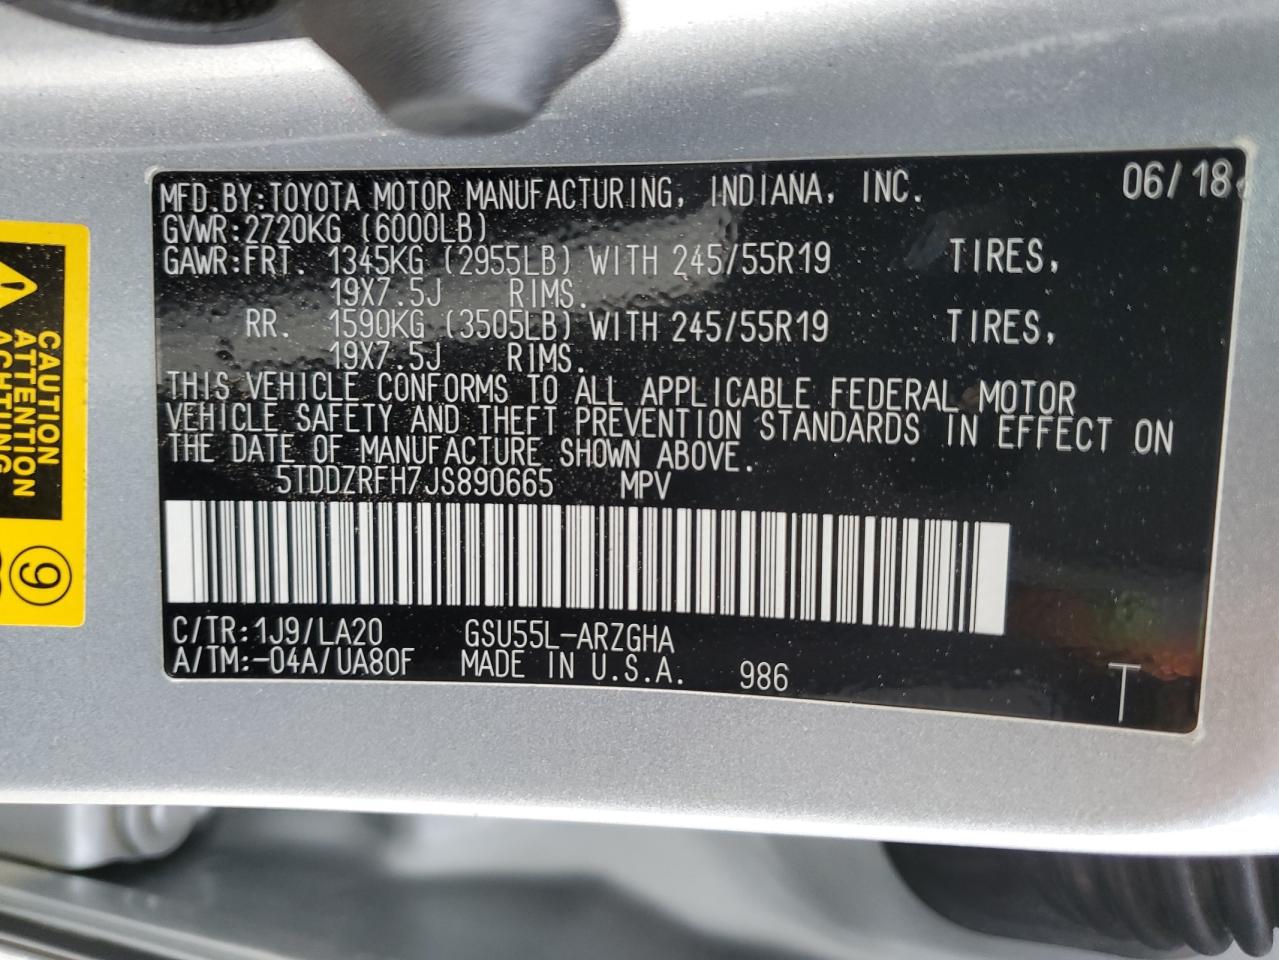 MFD.BY:TOYOTA MOTOR MANUFACTURING, INDIANA, INC. 06/18
GVWR:2720KG (6000LB)
GAWR:FRT. 1345KG (2955LB) WITH 245/55R19 TIRES,
19X7.5J RIMS.
RR. 1590KG (3505LB) WITH 245/55R19 TIRES,
19X7.5J RIMS.
THIS VEHICLE CONFORMS TO ALL APPLICABLE FEDERAL MOTOR
VEHICLE SAFETY AND THEFT PREVENTION STANDARDS IN EFFECT ON
THE DATE OF MANUFACTURE SHOWN ABOVE.
5TDDZRFH7JS890665 MPV
C/TR:1J9/LA20 GSU55L-ARZGHA
A/TM:-04A/UA80F MADE IN U.S.A. 986 T
CAUTION
ATTENTION
ACHTUNG
9